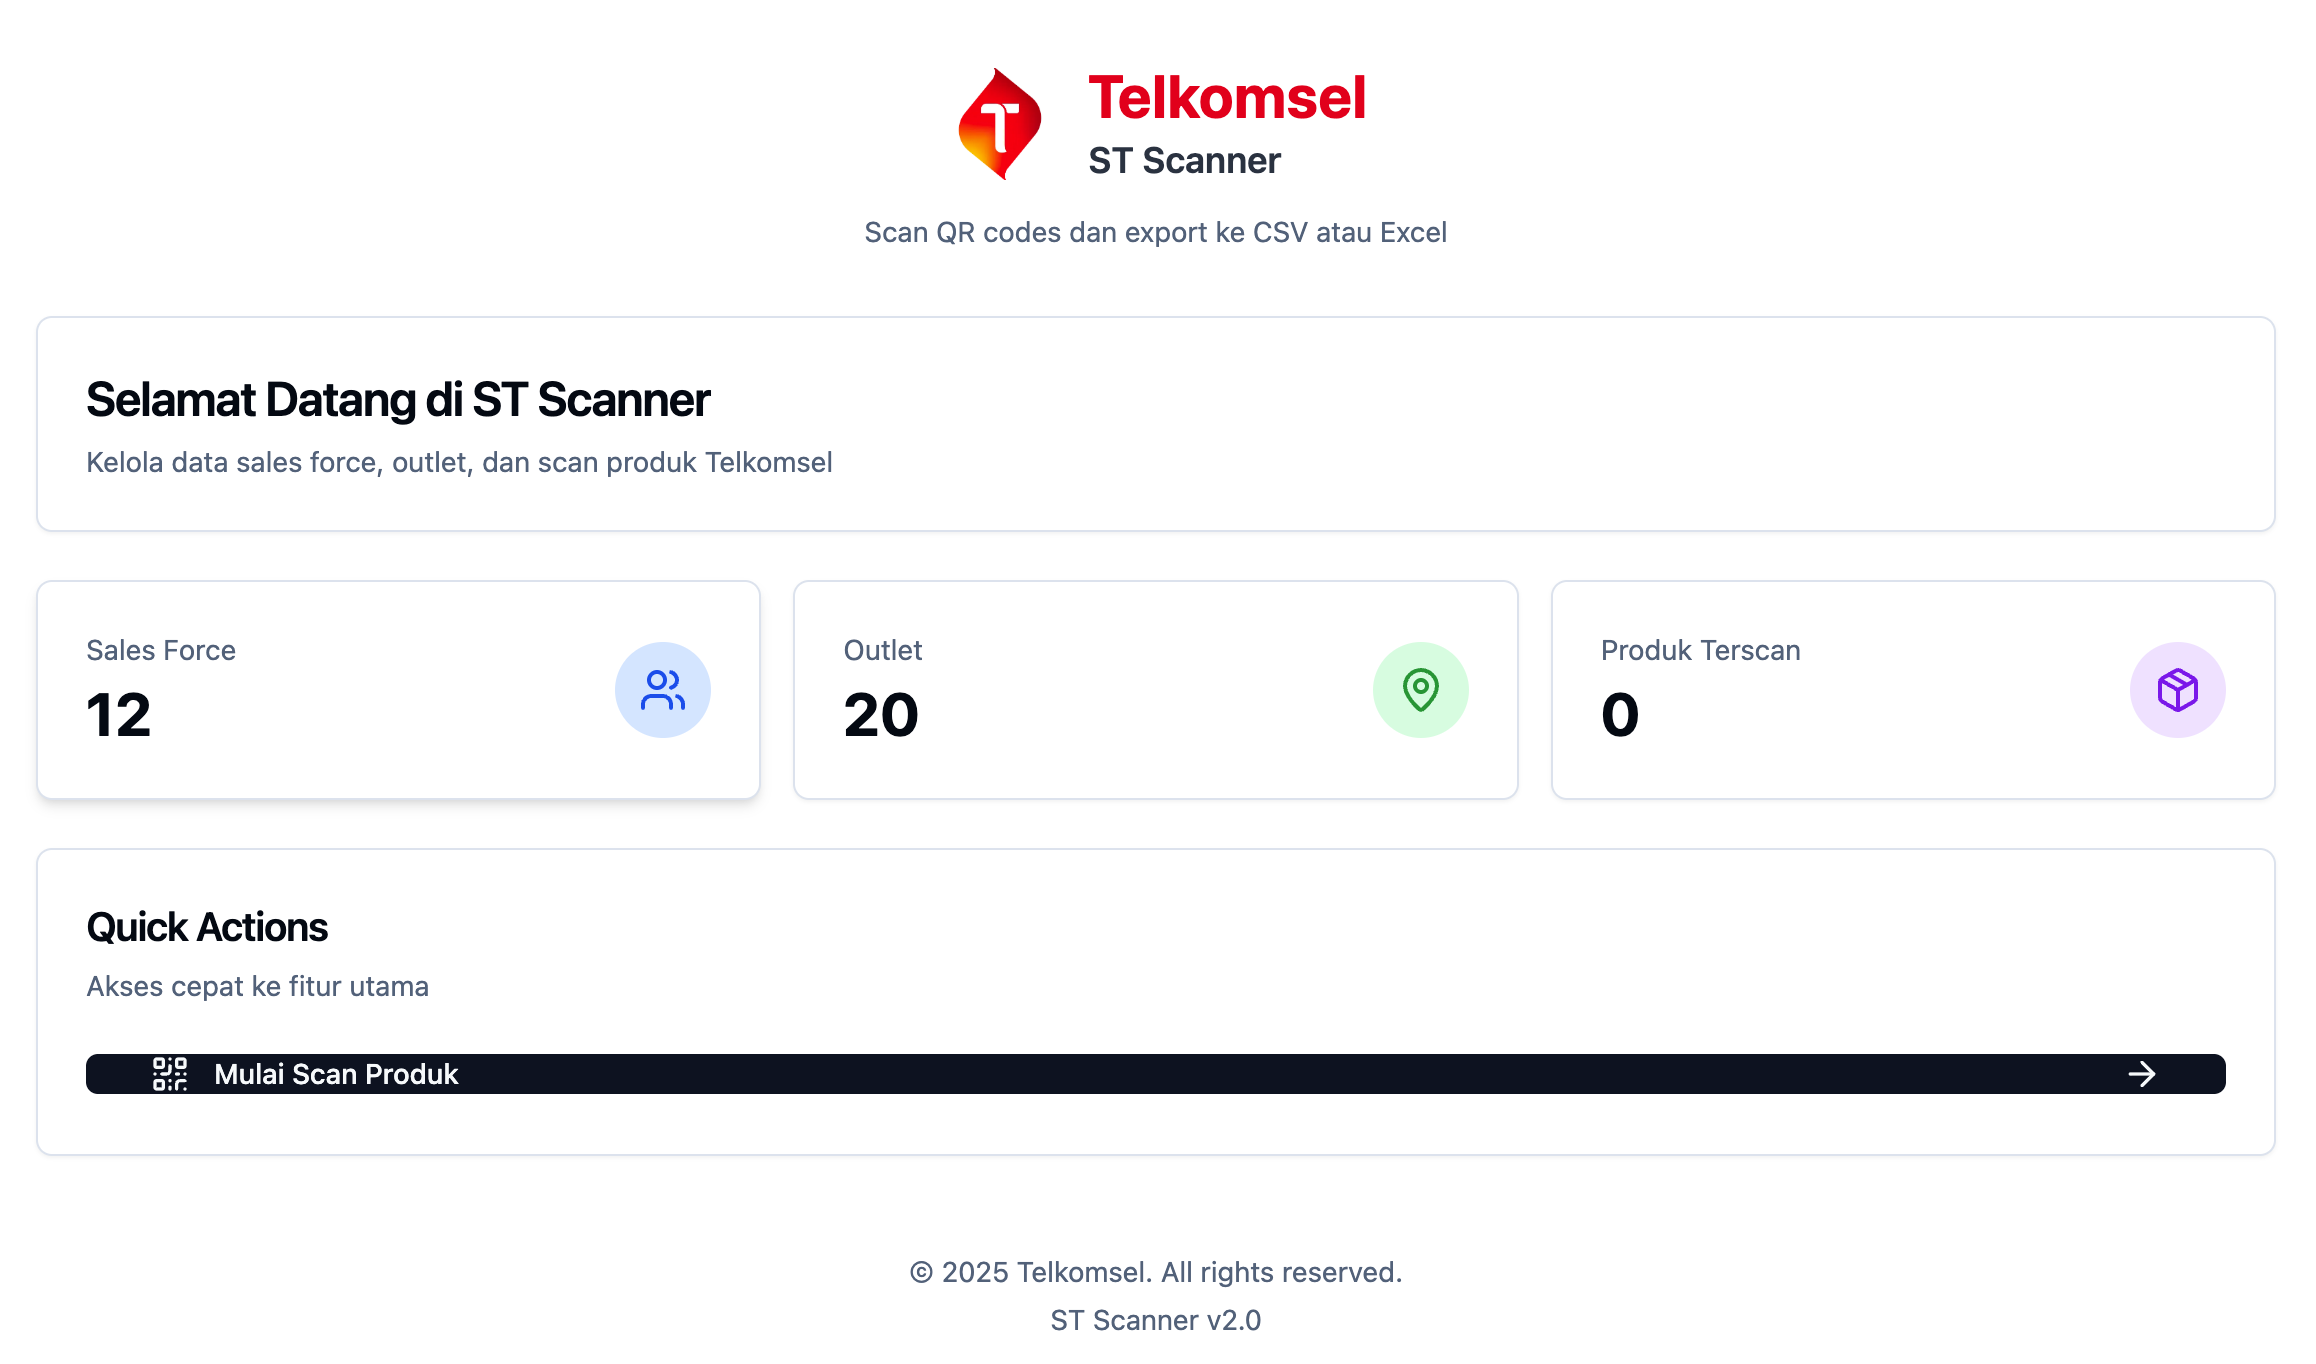 Telkomsel
ST Scanner
Scan QR codes dan export ke CSV atau Excel
Selamat Datang di ST Scanner
Kelola data sales force, outlet, dan scan produk Telkomsel
Sales Force
12
Outlet
20
Produk Terscan
0
Quick Actions
Akses cepat ke fitur utama
Mulai Scan Produk
© 2025 Telkomsel. All rights reserved.
ST Scanner v2.0